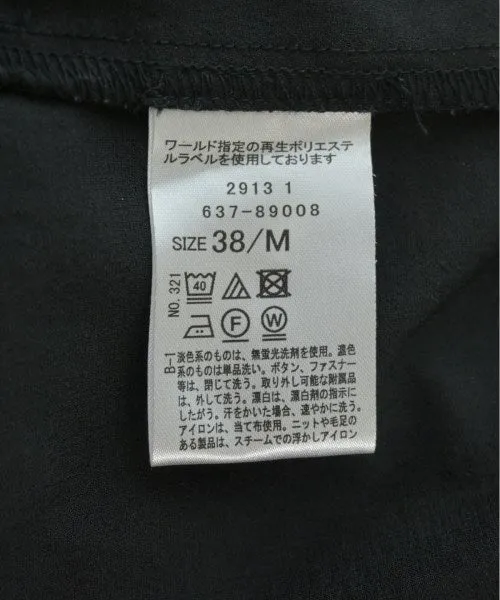 ワールド指定の再生ポリエステ
ルラベルを使用しております
2913 1
637-89008
SIZE 38/M
NO. 321
40
F
W
B-1
淡色系のものは、無蛍光洗剤を使用。濃色
系のものは単品洗い。ボタン、ファスナー
等は、閉じて洗う。取り外し可能な附属品
は、外して洗う。漂白は、漂白剤の指示に
したがう。汗をかいた場合、速やかに洗う。
アイロンは、当て布使用。ニットや毛足の
ある製品は、スチームでの浮かしアイロン